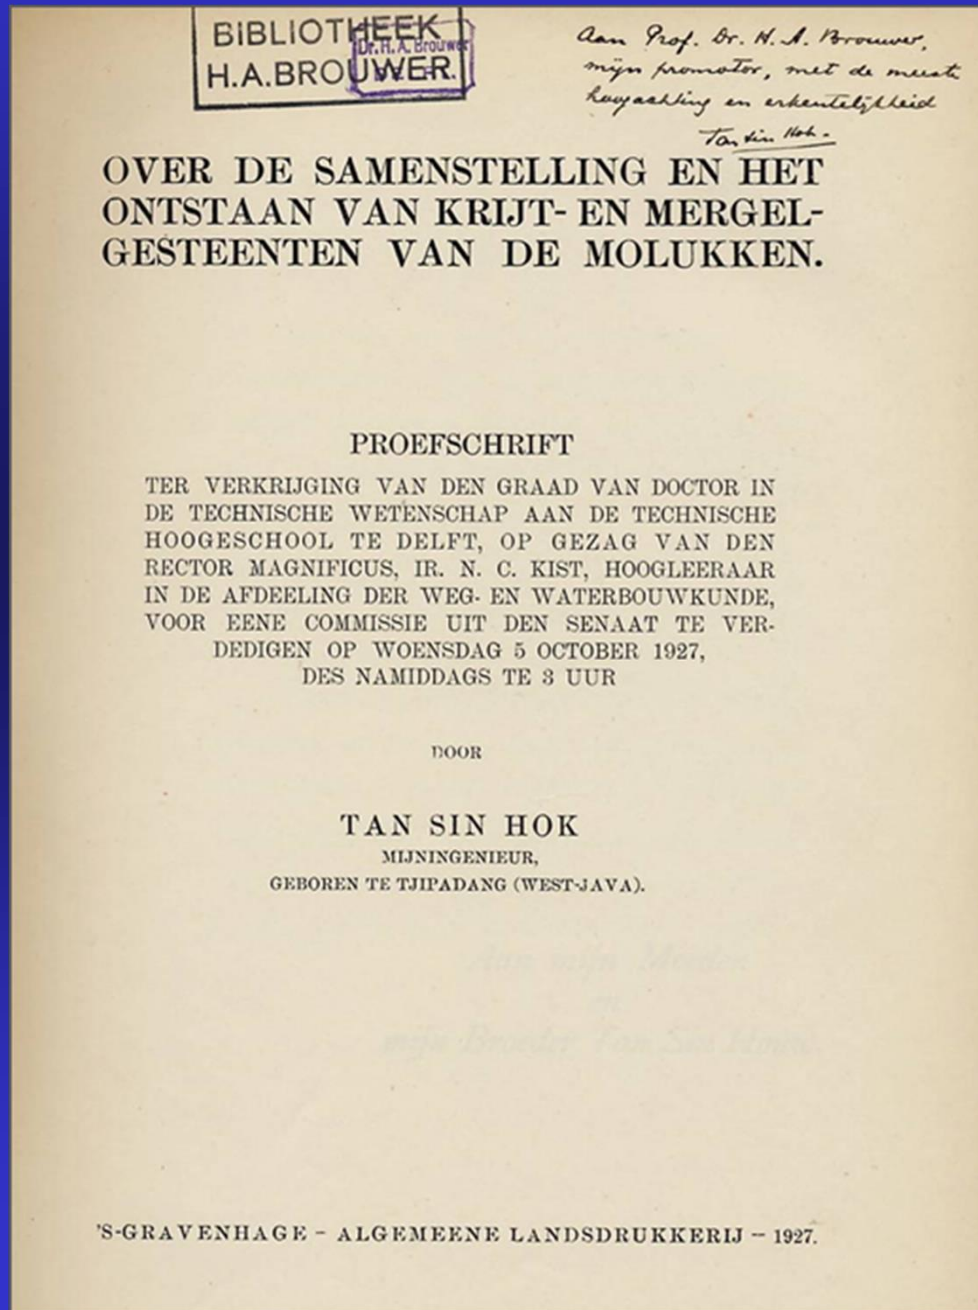 BIBLIOTHEEK
H.A.BROUWER
Dr. H. A. Brouwer
Aan Prof. Dr. H. A. Brouwer,
mijn promotor, met de meeste
hoogachting en erkentelijkheid
Tan Sin Hok.
OVER DE SAMENSTELLING EN HET
ONTSTAAN VAN KRIJT- EN MERGEL-
GESTEENTEN VAN DE MOLUKKEN.
PROEFSCHRIFT
TER VERKRIJGING VAN DEN GRAAD VAN DOCTOR IN
DE TECHNISCHE WETENSCHAP AAN DE TECHNISCHE
HOOGESCHOOL TE DELFT, OP GEZAG VAN DEN
RECTOR MAGNIFICUS, IR. N. C. KIST, HOOGLEERAAR
IN DE AFDEELING DER WEG- EN WATERBOUWKUNDE,
VOOR EENE COMMISSIE UIT DEN SENAAT TE VER-
DEDIGEN OP WOENSDAG 5 OCTOBER 1927,
DES NAMIDDAGS TE 3 UUR
DOOR
TAN SIN HOK
MIJNINGENIEUR,
GEBOREN TE TJIPADANG (WEST-JAVA).
Aan mijn Moeder
en
mijn Broeder Tan Sin
'S-GRAVENHAGE – ALGEMEENE LANDSDRUKKERIJ – 1927.